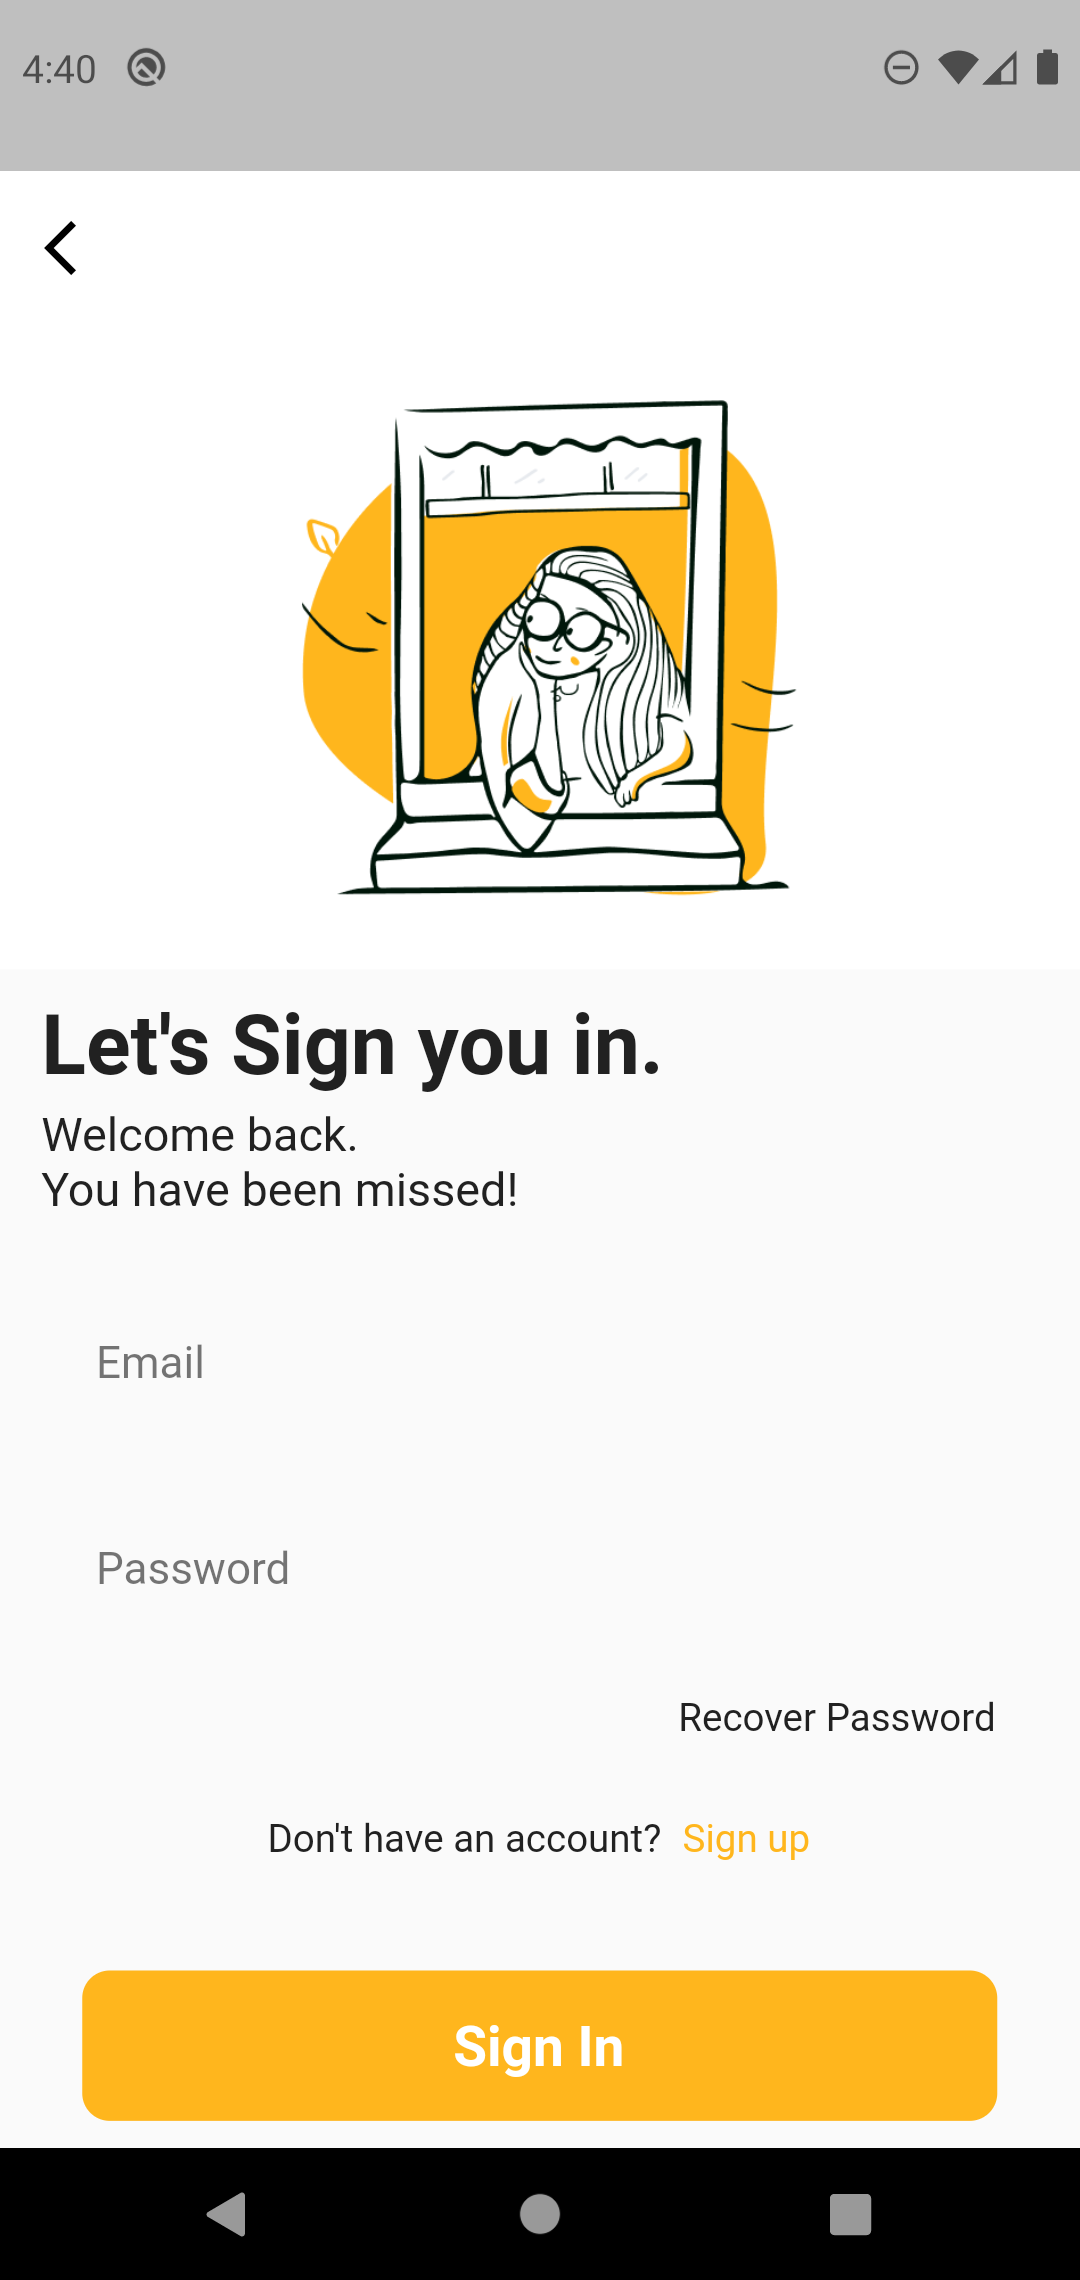 4:40
Let's Sign you in.
Welcome back.
You have been missed!
Email
Password
Recover Password
Don't have an account? Sign up
Sign In